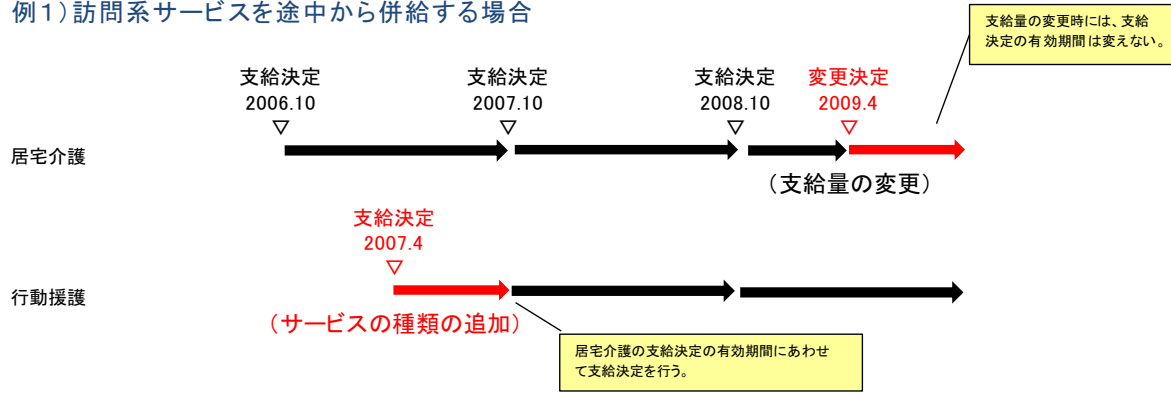 例1)訪問系サービスを途中から併給する場合
支給量の変更時には、支給
決定の有効期間は変えない。
支給決定
2006.10
▽
支給決定
2007.10
▽
支給決定
2008.10
▽
変更決定
2009.4
▽
居宅介護
(支給量の変更)
支給決定
2007.4
▽
行動援護
(サービスの種類の追加)
居宅介護の支給決定の有効期間にあわせ
て支給決定を行う。